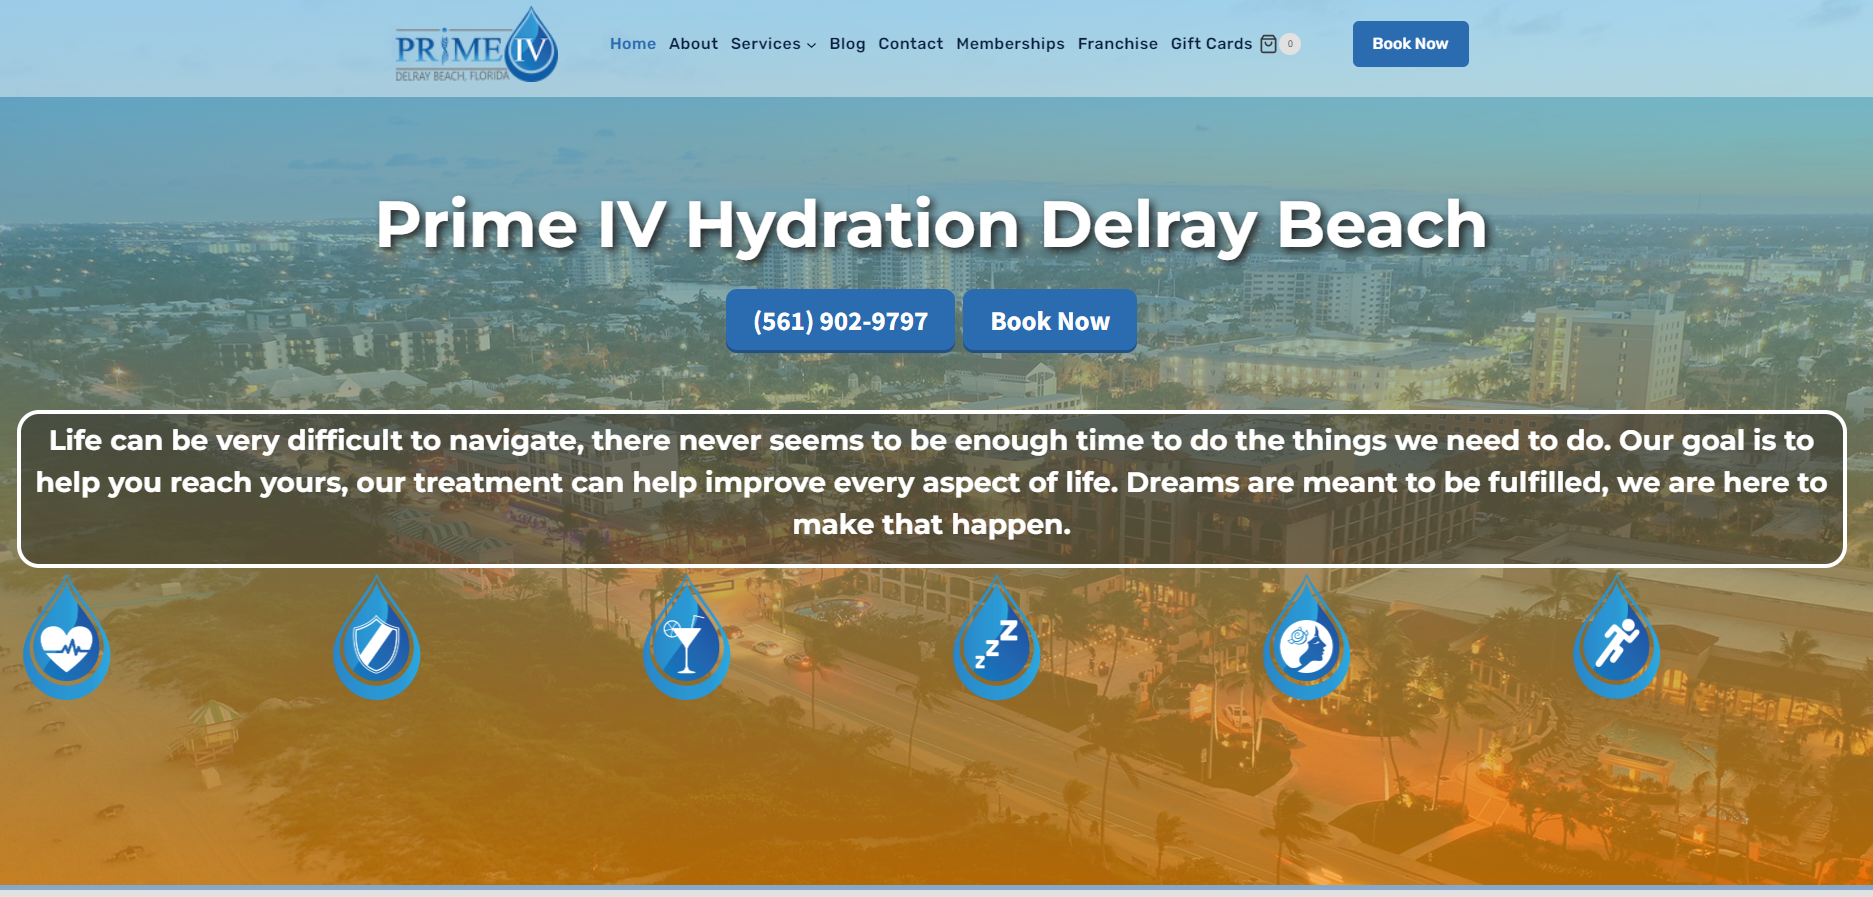 PRIME IV
DELRAY BEACH, FLORIDA
Home About Services Blog Contact Memberships Franchise Gift Cards 0
Book Now
Prime IV Hydration Delray Beach
(561) 902-9797
Book Now
Life can be very difficult to navigate, there never seems to be enough time to do the things we need to do. Our goal is to
help you reach yours, our treatment can help improve every aspect of life. Dreams are meant to be fulfilled, we are here to
make that happen.
z z z